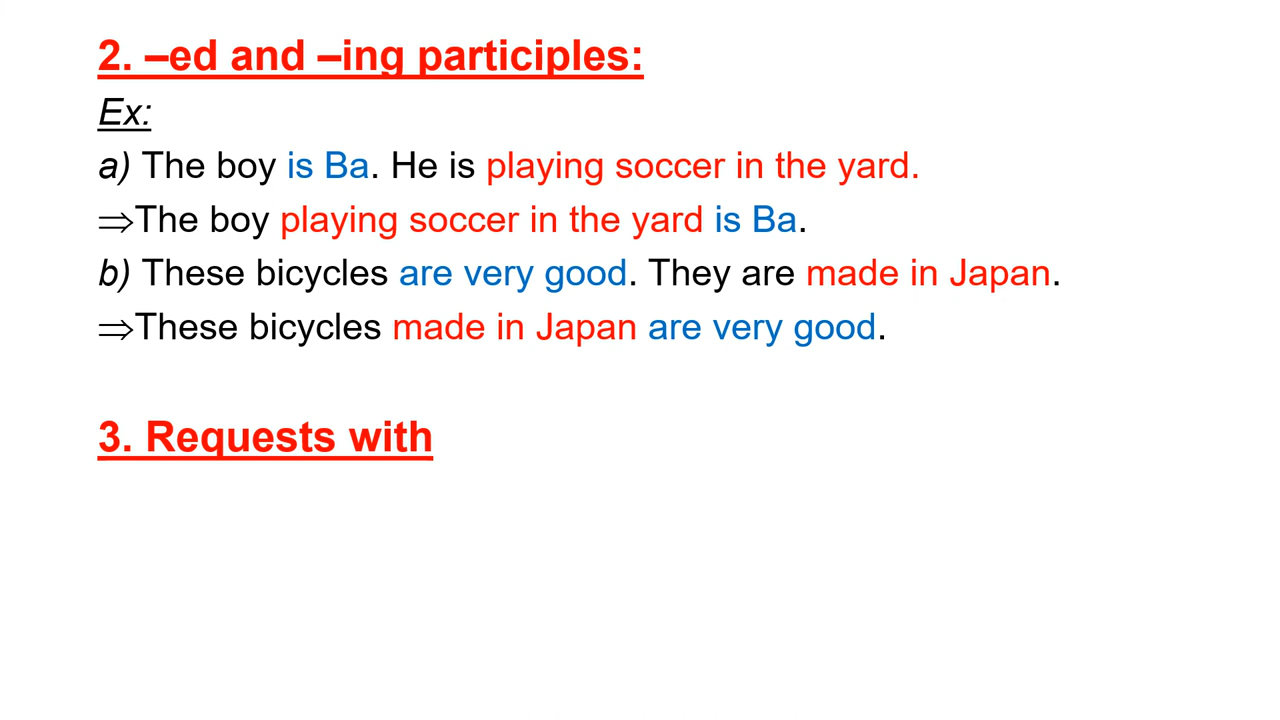 2. –ed and –ing participles:
Ex:
a) The boy is Ba. He is playing soccer in the yard.
⇒The boy playing soccer in the yard is Ba.
b) These bicycles are very good. They are made in Japan.
⇒These bicycles made in Japan are very good.
3. Requests with